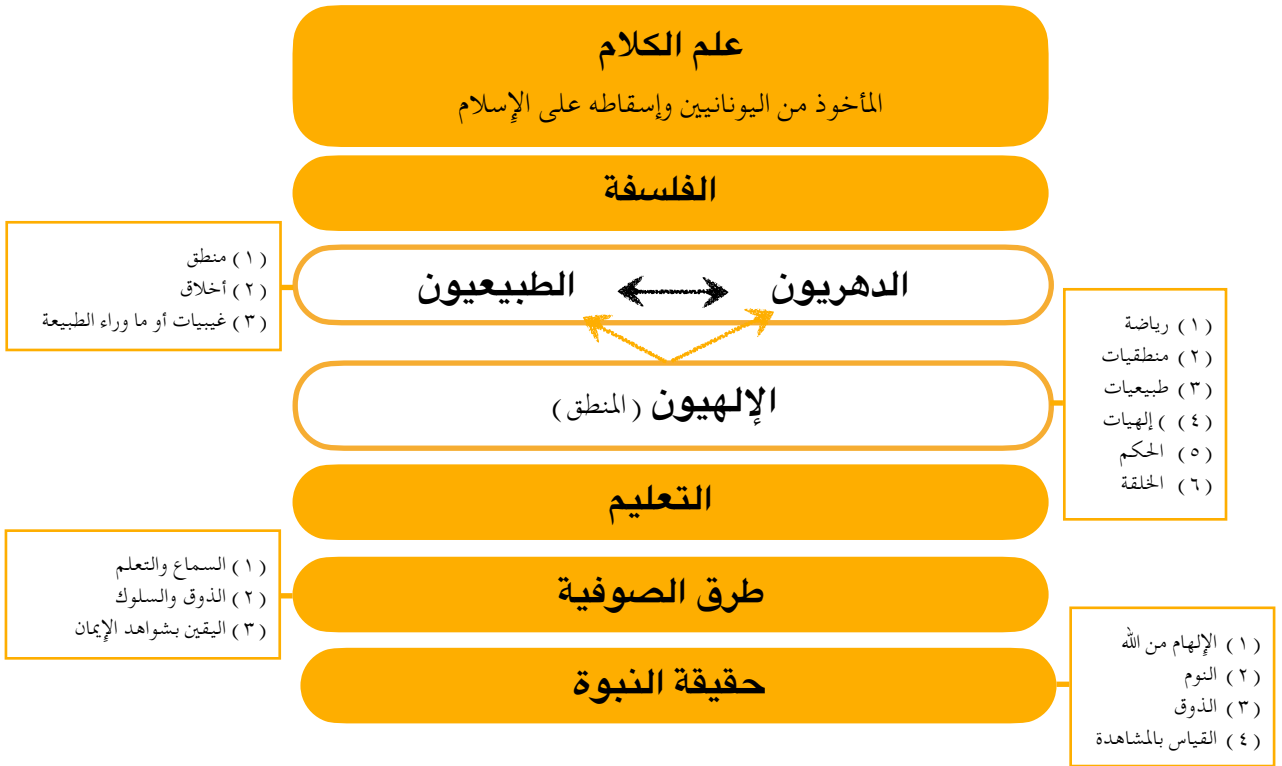 علم الكلام
المأخوذ من اليونانيين وإسقاطه على الإسلام
الفلسفة
الدهريون
الطبيعيون
(١) منطق
(٢) أخلاق
(٣) غيبيات أو ما وراء الطبيعة
الإلهيون (المنطق)
(١) رياضة
(٢) منطقيات
(٣) طبيعيات
(٤) ) إلهيات
(٥) الحكم
(٦) الخلقة
التعليم
طرق الصوفية
(١) السماع والتعلم
(٢) الذوق والسلوك
(٣) اليقين بشواهد الإيمان
حقيقة النبوة
(١) الإلهام من الله
(٢) النوم
(٣) الذوق
(٤) القياس بالمشاهدة